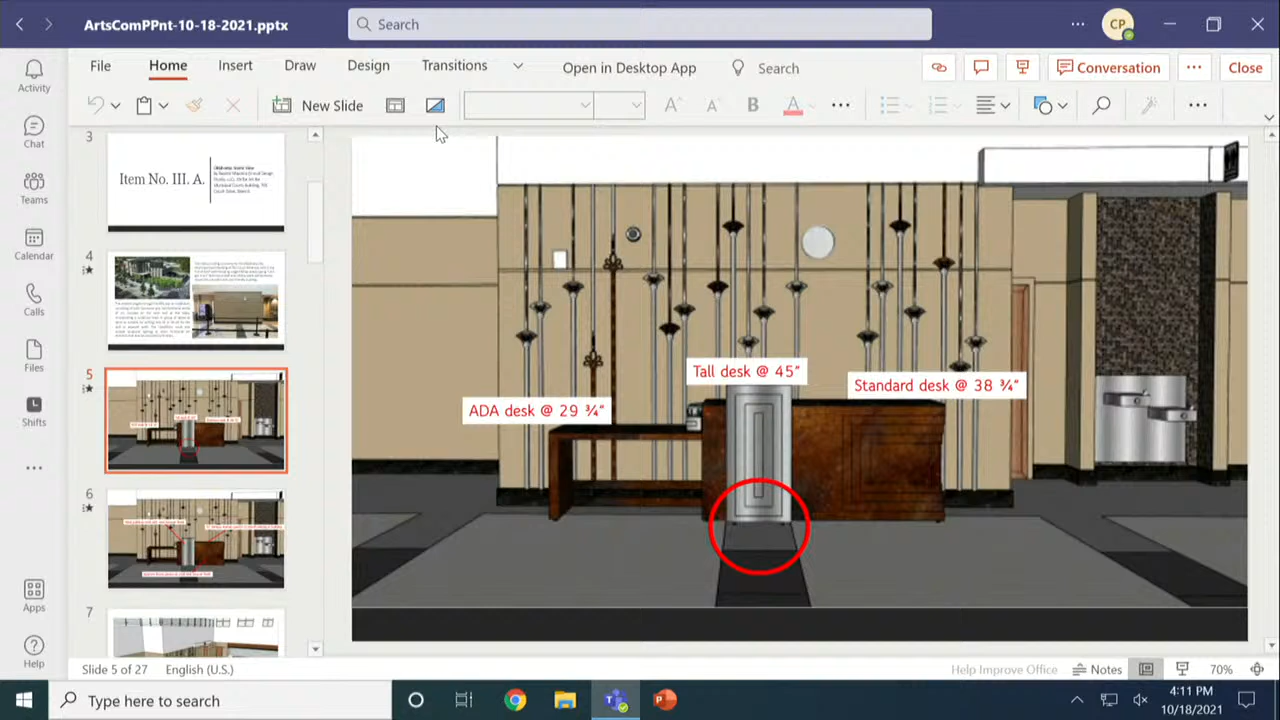 ArtsComPPnt-10-18-2021.pptx
Search
CP
File
Home
Insert
Draw
Design
Transitions
Open in Desktop App
Search
Conversation
Close
New Slide
B
A
Activity
Chat
Teams
Calendar
Calls
Files
Shifts
Apps
Help
3
Item No. III. A.
4
5
6
7
Tall desk @ 45”
Standard desk @ 38 ¾”
ADA desk @ 29 ¾”
Slide 5 of 27
English (U.S.)
Help Improve Office
Notes
70%
Type here to search
4:11 PM
10/18/2021